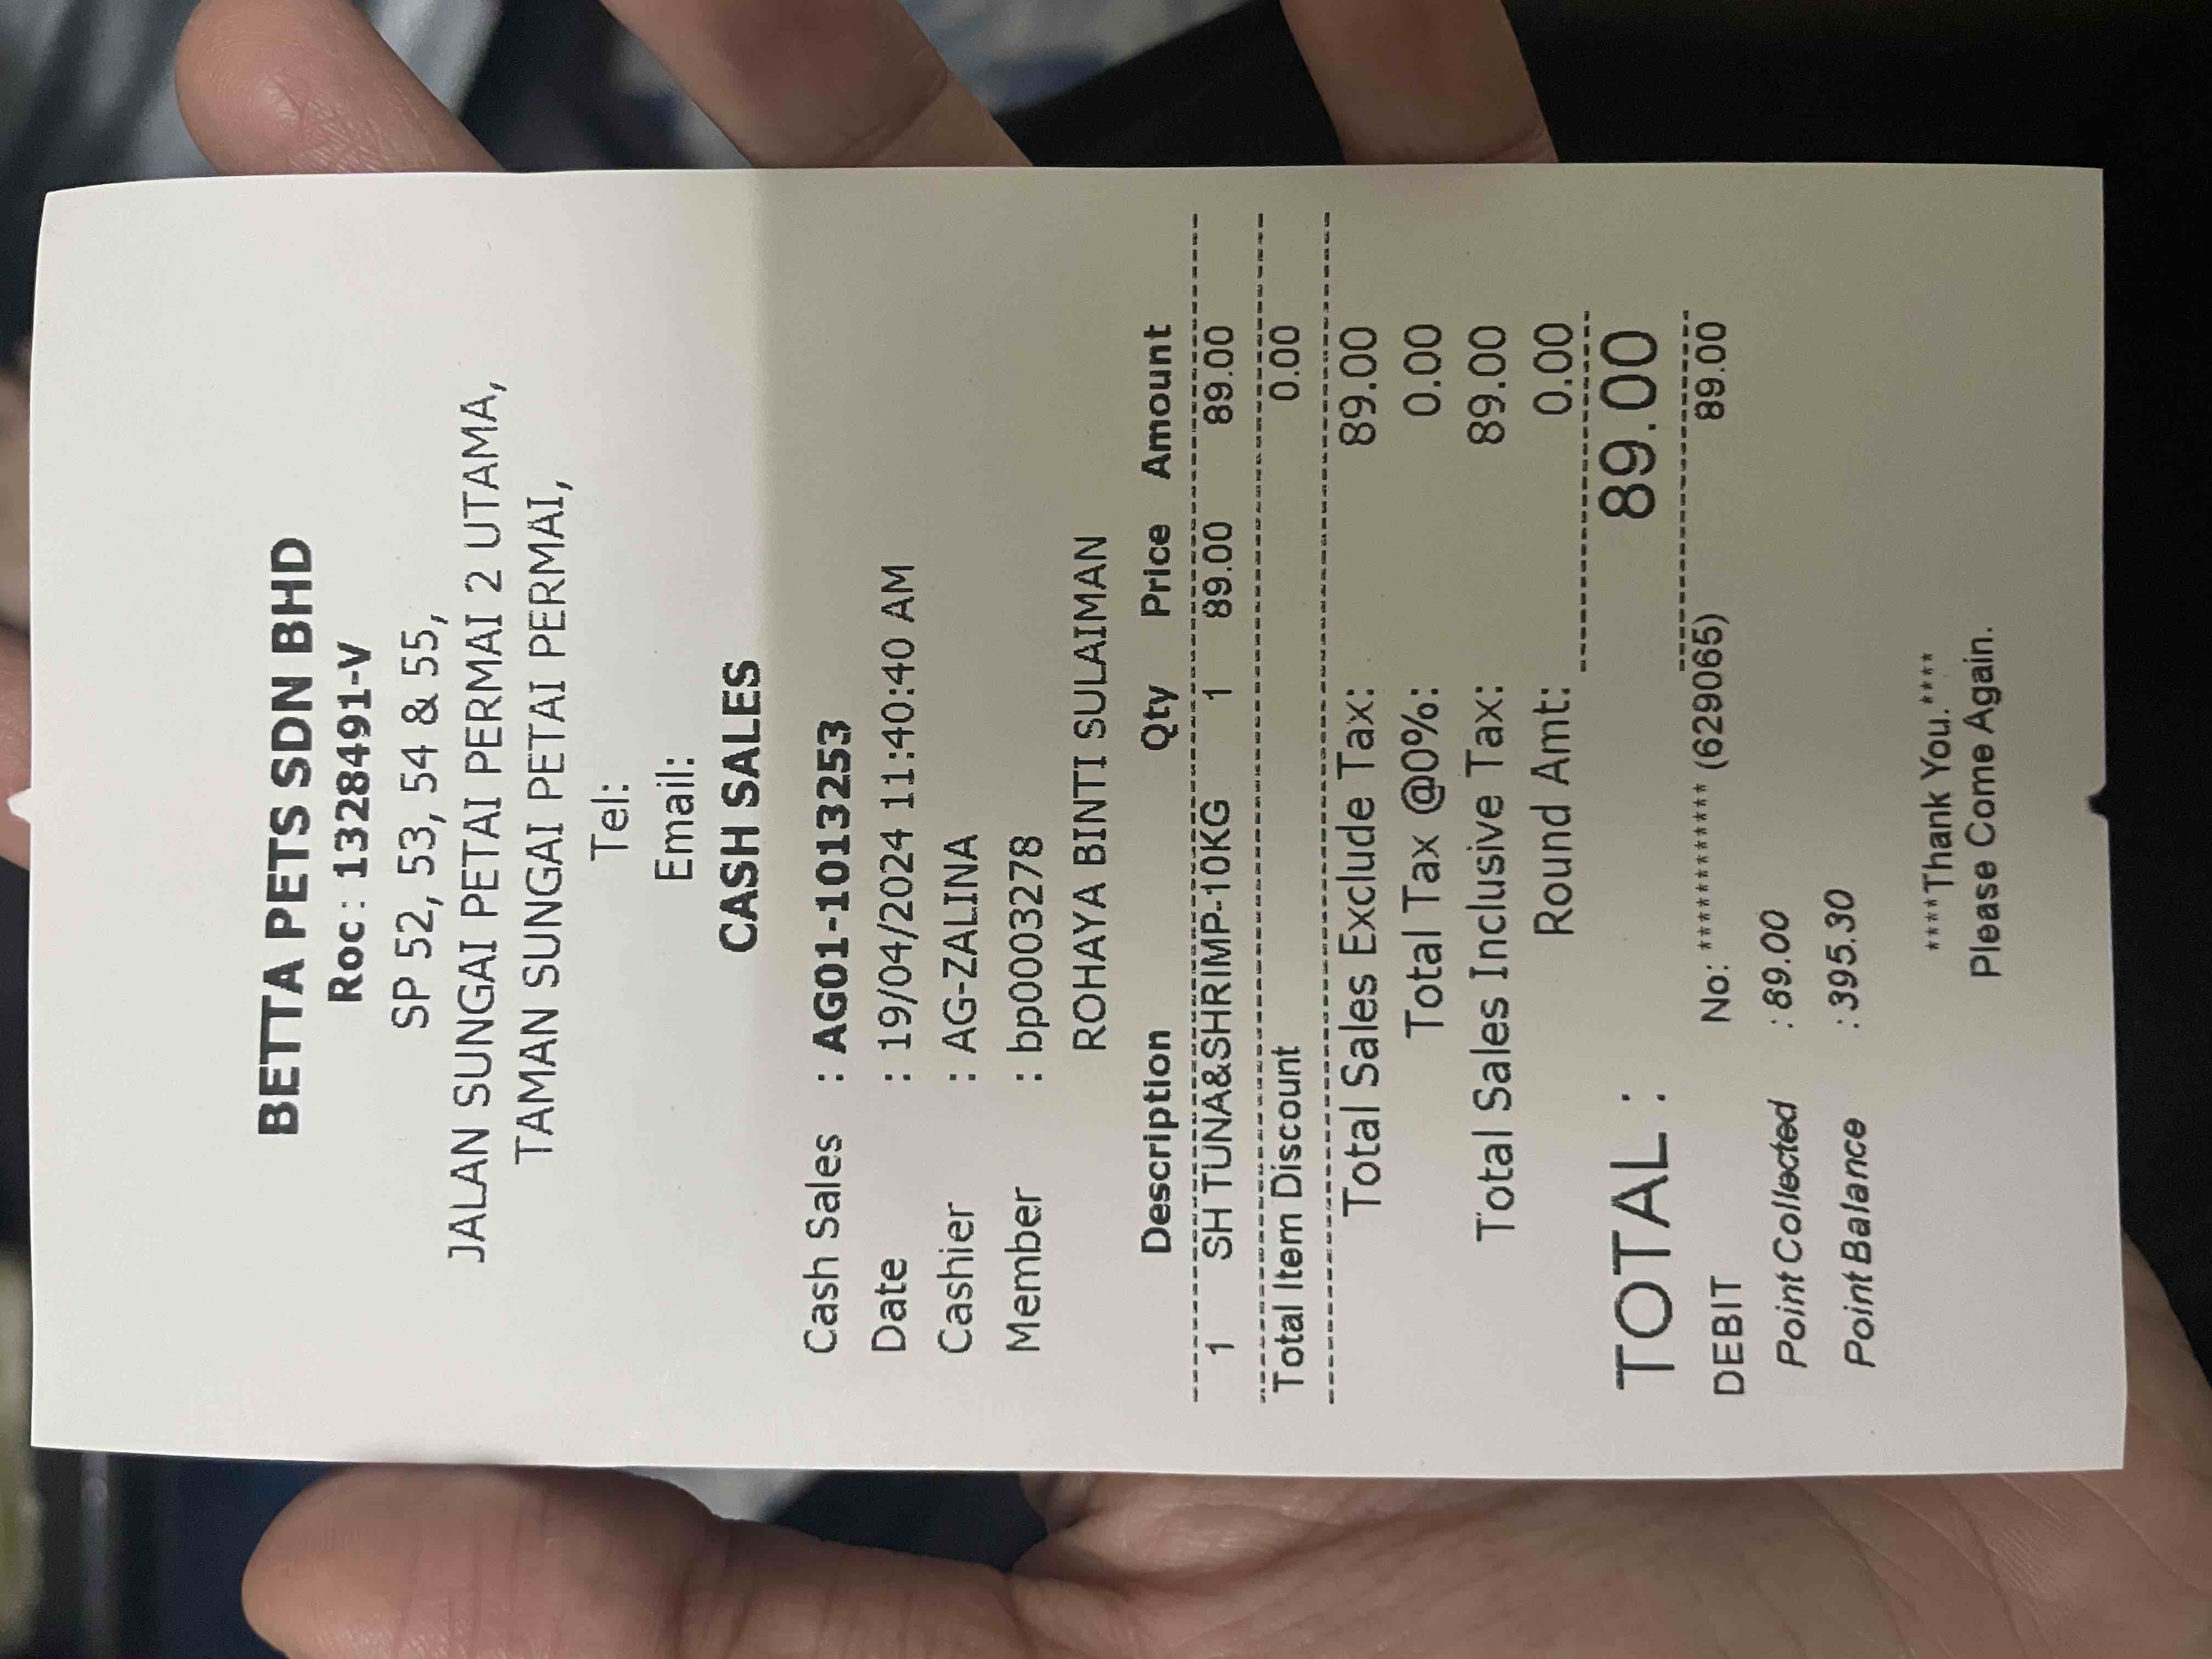 BETTA PETS SDN BHD
Roc : 1328491-V
SP 52, 53, 54 & 55,
JALAN SUNGAI PETAI PERMAI 2 UTAMA,
TAMAN SUNGAI PETAI PERMAI,
Tel:
Email:
CASH SALES
Cash Sales : AG01-1013253
Date : 19/04/2024 11:40:40 AM
Cashier : AG-ZALINA
Member : bp0003278
ROHAYA BINTI SULAIMAN
Description Qty Price Amount
1 SH TUNA&SHRIMP-10KG 1 89.00 89.00
Total Item Discount 0.00
Total Sales Exclude Tax: 89.00
Total Tax @0%: 0.00
Total Sales Inclusive Tax: 89.00
Round Amt: 0.00
TOTAL : 89.00
DEBIT No: ************ (629065) 89.00
Point Collected : 89.00
Point Balance : 395.30
****Thank You.****
Please Come Again.